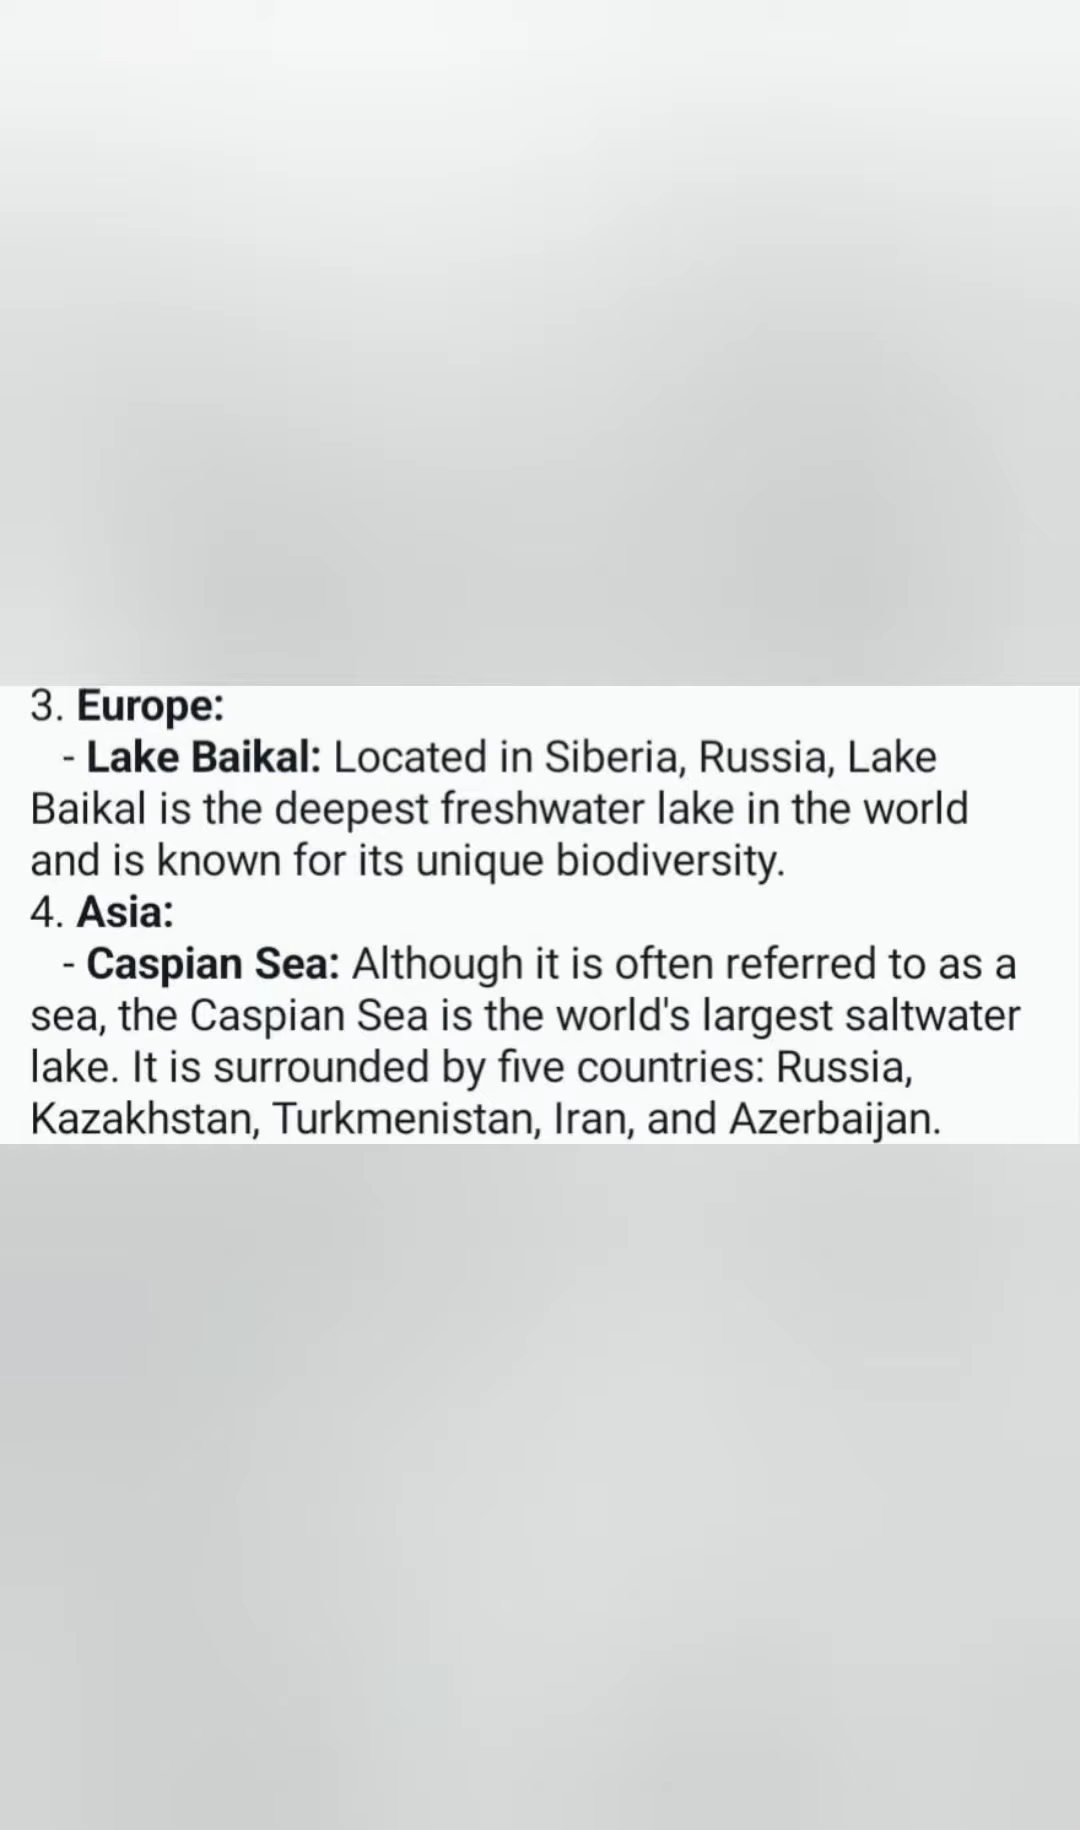 3. Europe:
- Lake Baikal: Located in Siberia, Russia, Lake
Baikal is the deepest freshwater lake in the world
and is known for its unique biodiversity.
4. Asia:
- Caspian Sea: Although it is often referred to as a
sea, the Caspian Sea is the world's largest saltwater
lake. It is surrounded by five countries: Russia,
Kazakhstan, Turkmenistan, Iran, and Azerbaijan.